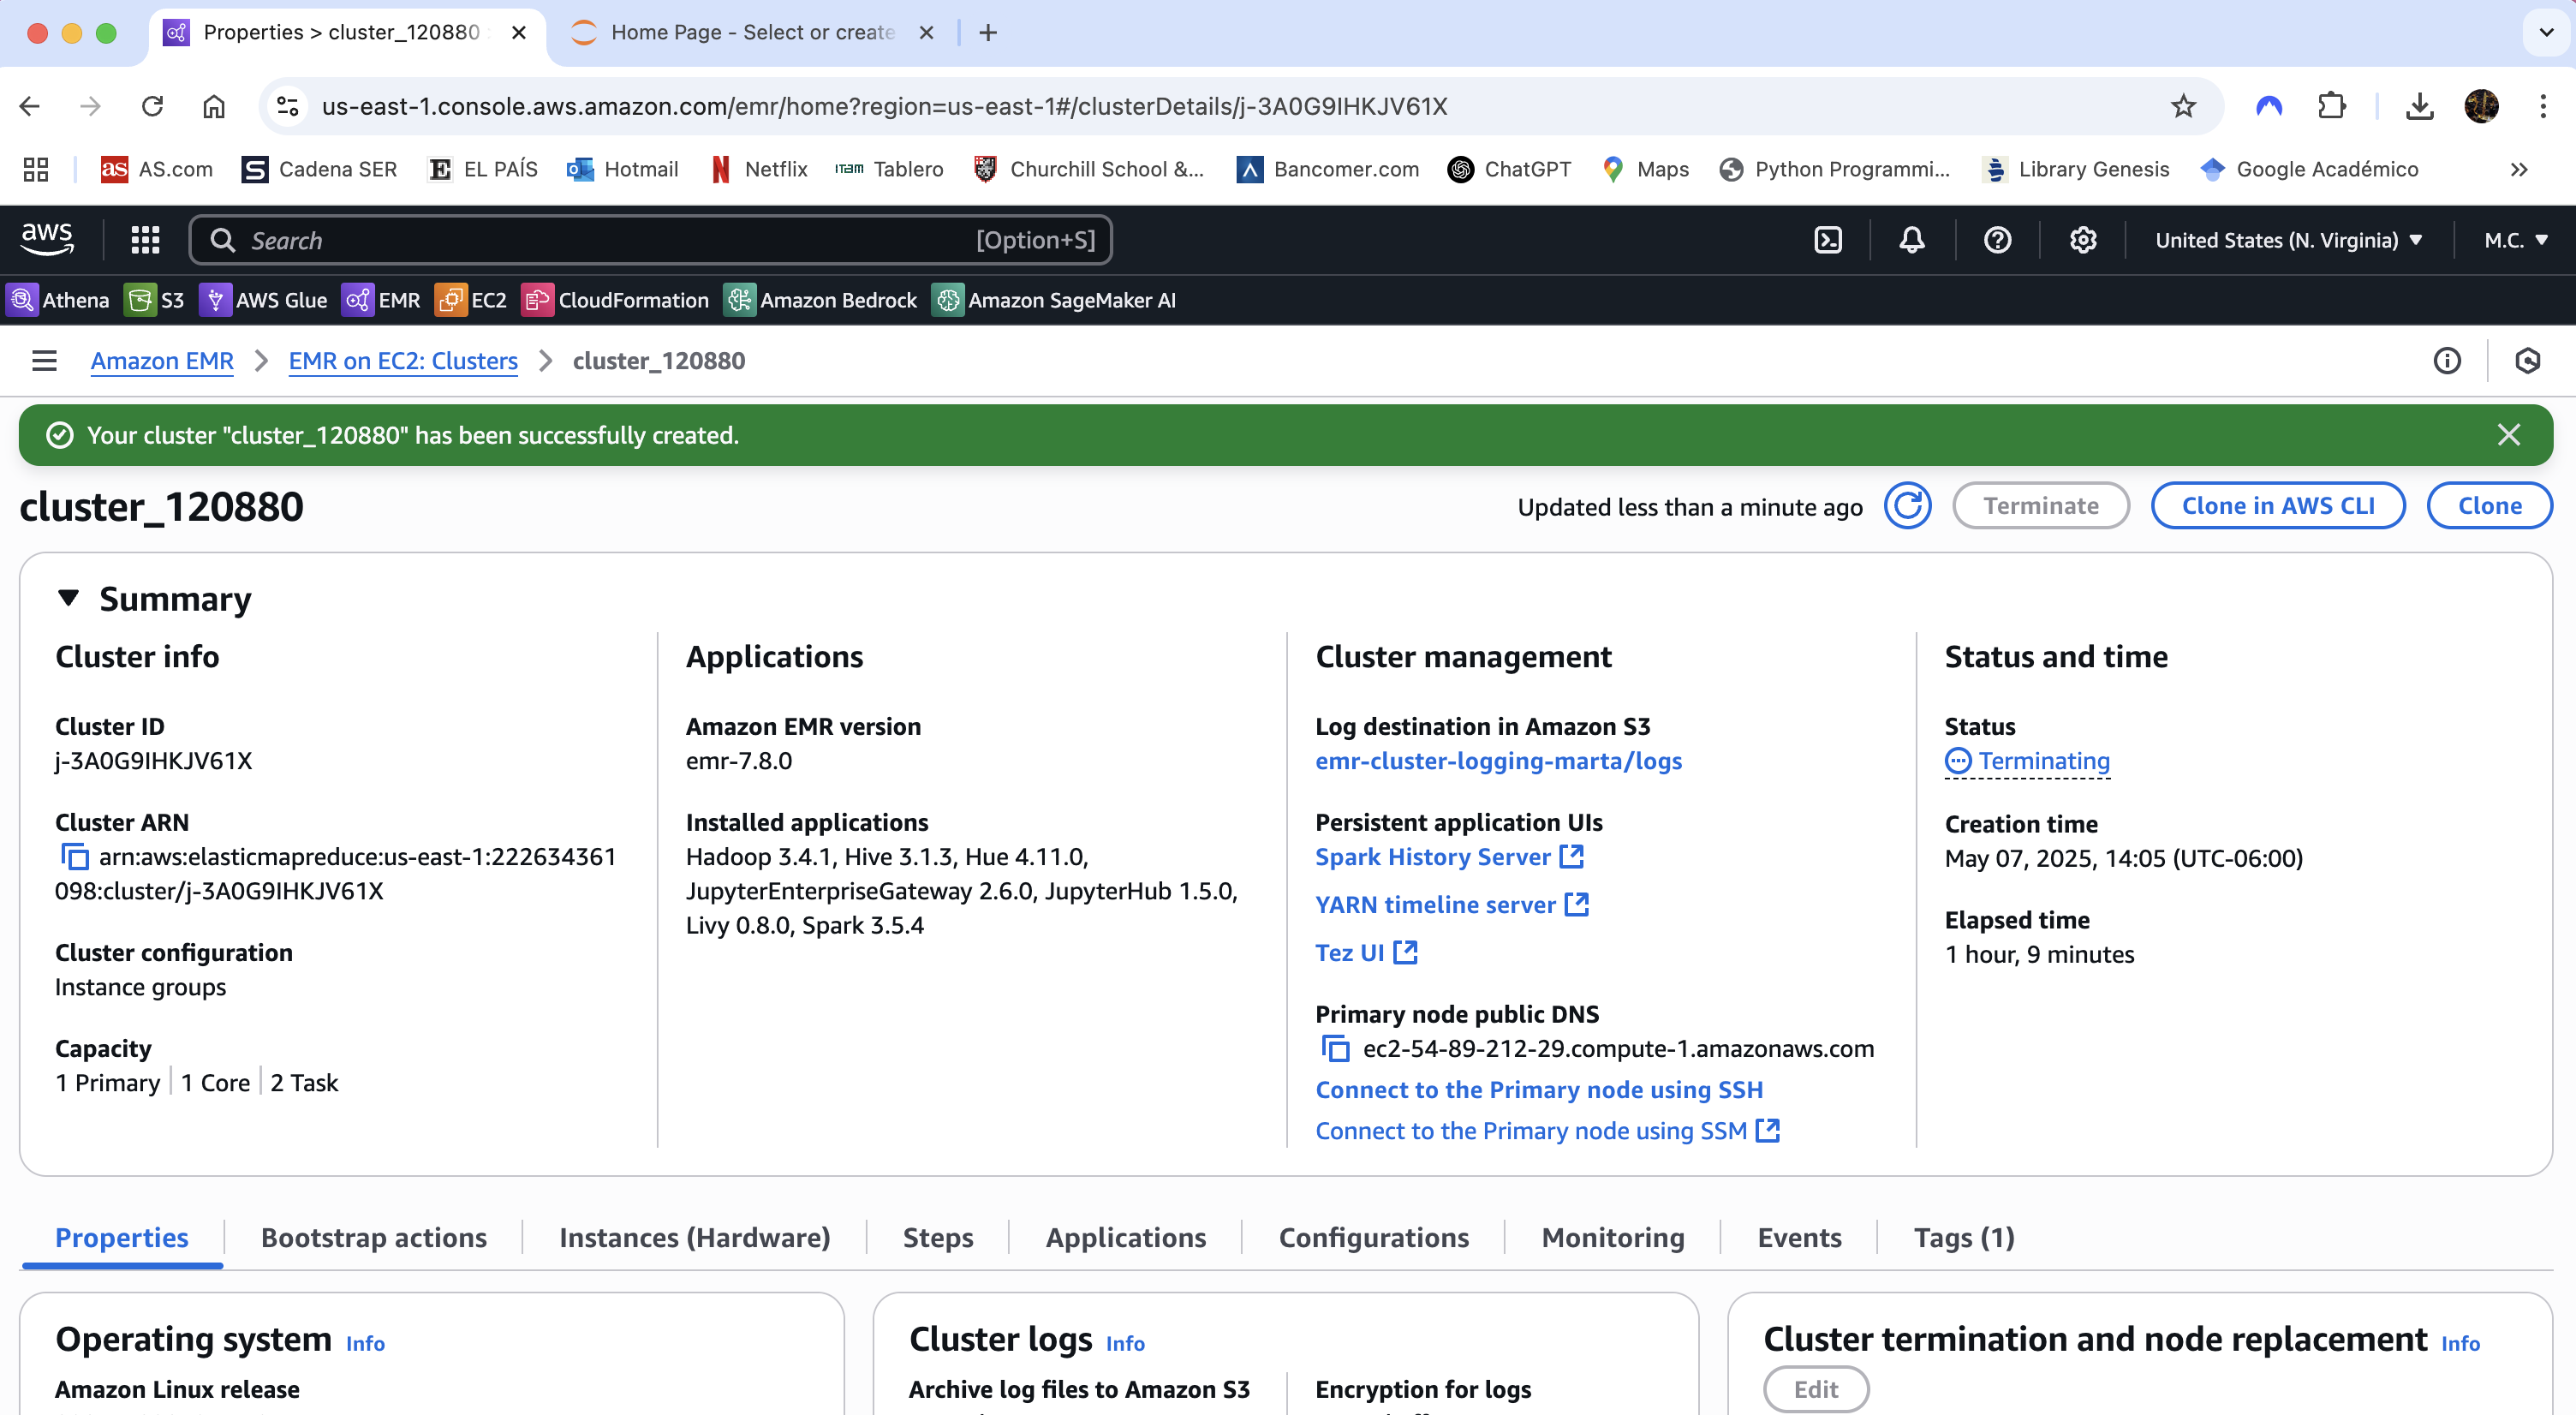 Properties > cluster_120880
Home Page - Select or create
us-east-1.console.aws.amazon.com/emr/home?region=us-east-1#/clusterDetails/j-3A0G9IHKJV61X
as AS.com
S Cadena SER
E EL PAÍS
Hotmail
N Netflix
ITAM Tablero
Churchill School &...
Bancomer.com
ChatGPT
Maps
Python Programmi...
Library Genesis
Google Académico
aws
Search
[Option+S]
United States (N. Virginia)
M.C.
Athena
S3
AWS Glue
EMR
EC2
CloudFormation
Amazon Bedrock
Amazon SageMaker AI
Amazon EMR
EMR on EC2: Clusters
cluster_120880
Your cluster "cluster_120880" has been successfully created.
cluster_120880
Updated less than a minute ago
Terminate
Clone in AWS CLI
Clone
Summary
Cluster info
Cluster ID
j-3A0G9IHKJV61X
Cluster ARN
arn:aws:elasticmapreduce:us-east-1:222634361
098:cluster/j-3A0G9IHKJV61X
Cluster configuration
Instance groups
Capacity
1 Primary
1 Core
2 Task
Applications
Amazon EMR version
emr-7.8.0
Installed applications
Hadoop 3.4.1, Hive 3.1.3, Hue 4.11.0,
JupyterEnterpriseGateway 2.6.0, JupyterHub 1.5.0,
Livy 0.8.0, Spark 3.5.4
Cluster management
Log destination in Amazon S3
emr-cluster-logging-marta/logs
Persistent application UIs
Spark History Server
YARN timeline server
Tez UI
Primary node public DNS
ec2-54-89-212-29.compute-1.amazonaws.com
Connect to the Primary node using SSH
Connect to the Primary node using SSM
Status and time
Status
Terminating
Creation time
May 07, 2025, 14:05 (UTC-06:00)
Elapsed time
1 hour, 9 minutes
Properties
Bootstrap actions
Instances (Hardware)
Steps
Applications
Configurations
Monitoring
Events
Tags (1)
Operating system Info
Amazon Linux release
Cluster logs Info
Archive log files to Amazon S3
Encryption for logs
Cluster termination and node replacement Info
Edit